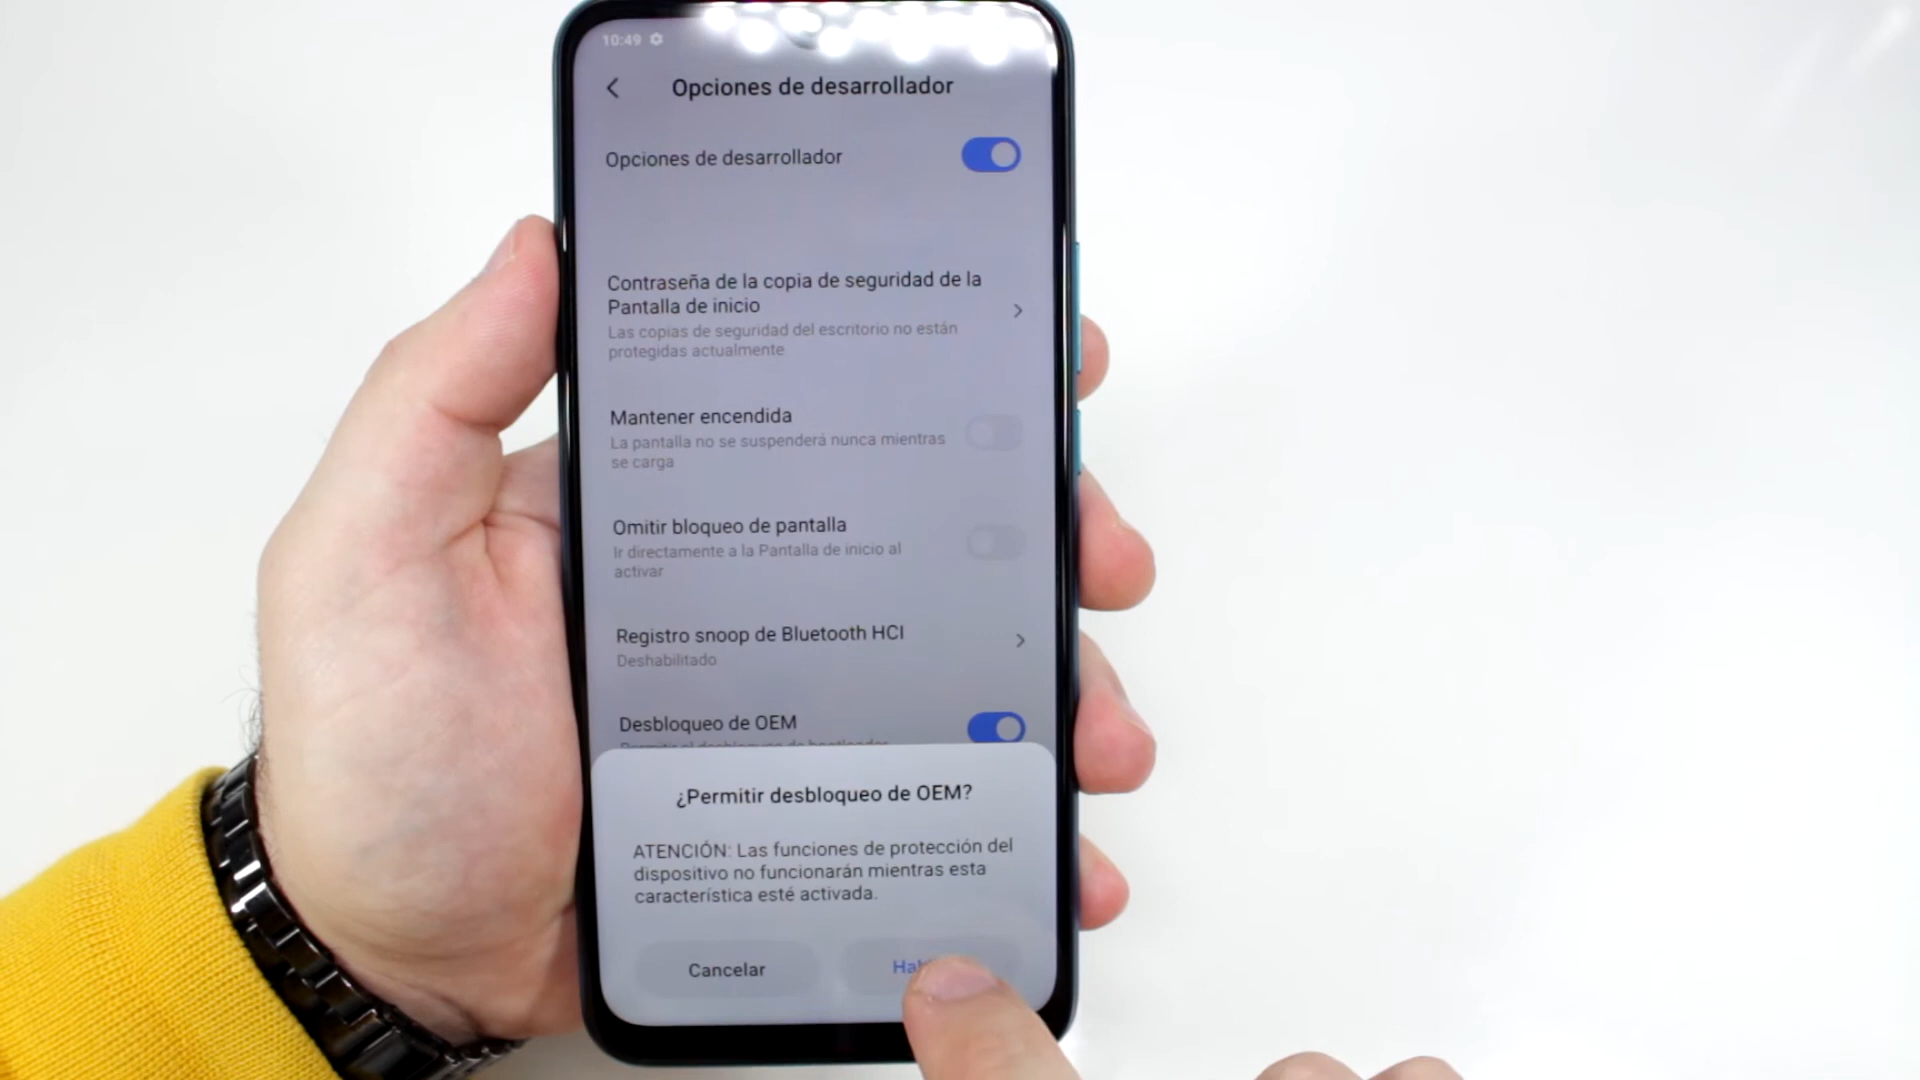 10:49
Opciones de desarrollador
Opciones de desarrollador
Contraseña de la copia de seguridad de la
Pantalla de inicio
Las copias de seguridad del escritorio no están
protegidas actualmente
Mantener encendida
La pantalla no se suspenderá nunca mientras
se carga
Omitir bloqueo de pantalla
Ir directamente a la Pantalla de inicio al
activar
Registro snoop de Bluetooth HCI
Deshabilitado
Desbloqueo de OEM
¿Permitir desbloqueo de OEM?
ATENCIÓN: Las funciones de protección del
dispositivo no funcionarán mientras esta
característica esté activada.
Cancelar